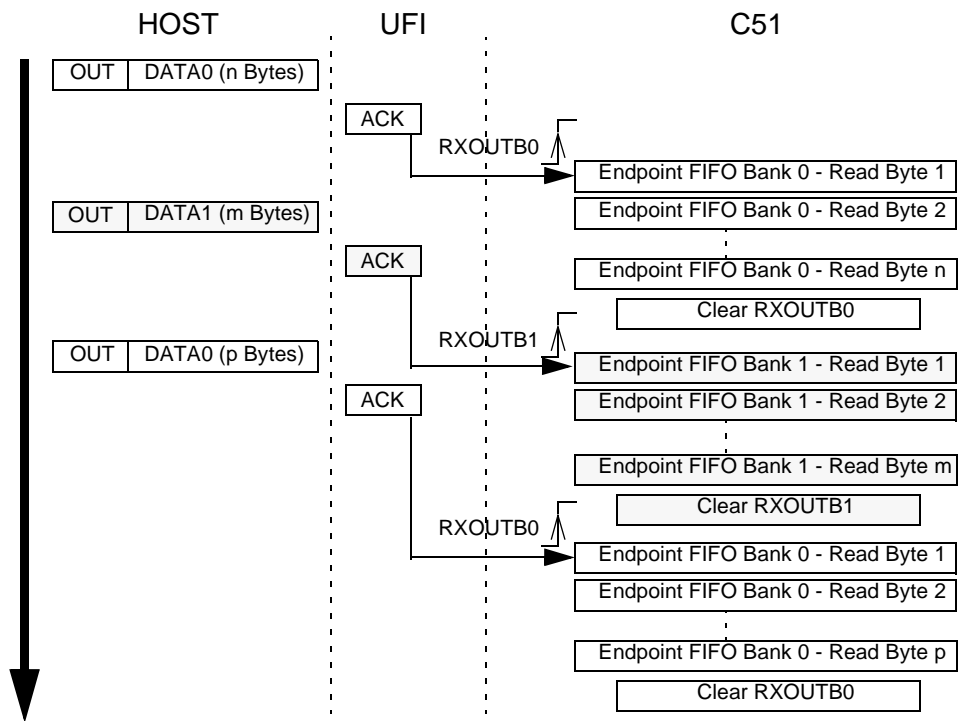 HOST UFI C51
OUT DATA0 (n Bytes)
ACK
RXOUTB0
Endpoint FIFO Bank 0 - Read Byte 1
OUT DATA1 (m Bytes)
Endpoint FIFO Bank 0 - Read Byte 2
ACK
Endpoint FIFO Bank 0 - Read Byte n
Clear RXOUTB0
RXOUTB1
OUT DATA0 (p Bytes)
Endpoint FIFO Bank 1 - Read Byte 1
ACK
Endpoint FIFO Bank 1 - Read Byte 2
Endpoint FIFO Bank 1 - Read Byte m
Clear RXOUTB1
RXOUTB0
Endpoint FIFO Bank 0 - Read Byte 1
Endpoint FIFO Bank 0 - Read Byte 2
Endpoint FIFO Bank 0 - Read Byte p
Clear RXOUTB0